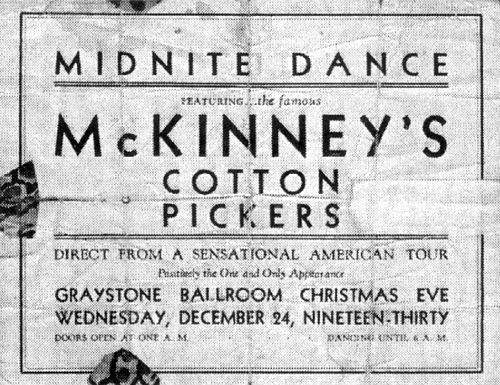 MIDNITE DANCE
FEATURING...the famous
McKINNEY'S
COTTON
PICKERS
DIRECT FROM A SENSATIONAL AMERICAN TOUR
Positively the One and Only Appearance
GRAYSTONE BALLROOM CHRISTMAS EVE
WEDNESDAY, DECEMBER 24, NINETEEN-THIRTY
DOORS OPEN AT ONE A. M. DANCING UNTIL 6 A. M.